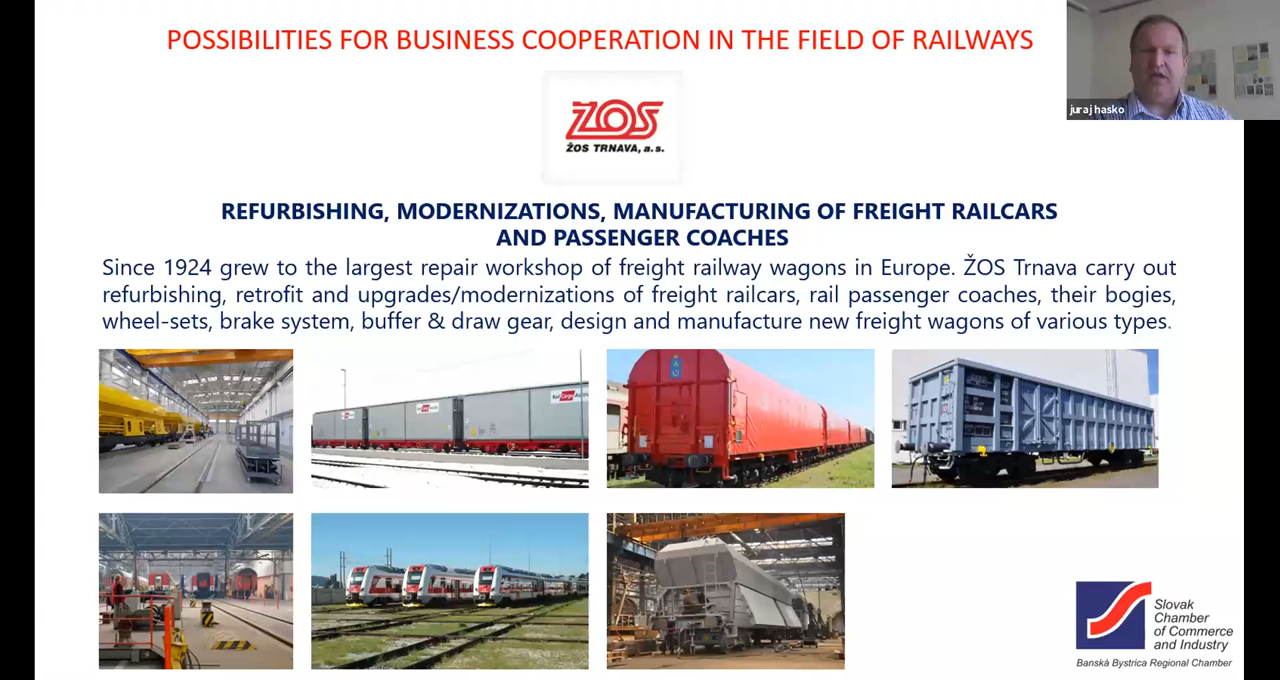 POSSIBILITIES FOR BUSINESS COOPERATION IN THE FIELD OF RAILWAYS
juraj hasko
ŽOS
ŽOS TRNAVA, a.s.
REFURBISHING, MODERNIZATIONS, MANUFACTURING OF FREIGHT RAILCARS
AND PASSENGER COACHES
Since 1924 grew to the largest repair workshop of freight railway wagons in Europe. ŽOS Trnava carry out
refurbishing, retrofit and upgrades/modernizations of freight railcars, rail passenger coaches, their bogies,
wheel-sets, brake system, buffer & draw gear, design and manufacture new freight wagons of various types.
Slovak
Chamber
of Commerce
and Industry
Banská Bystrica Regional Chamber